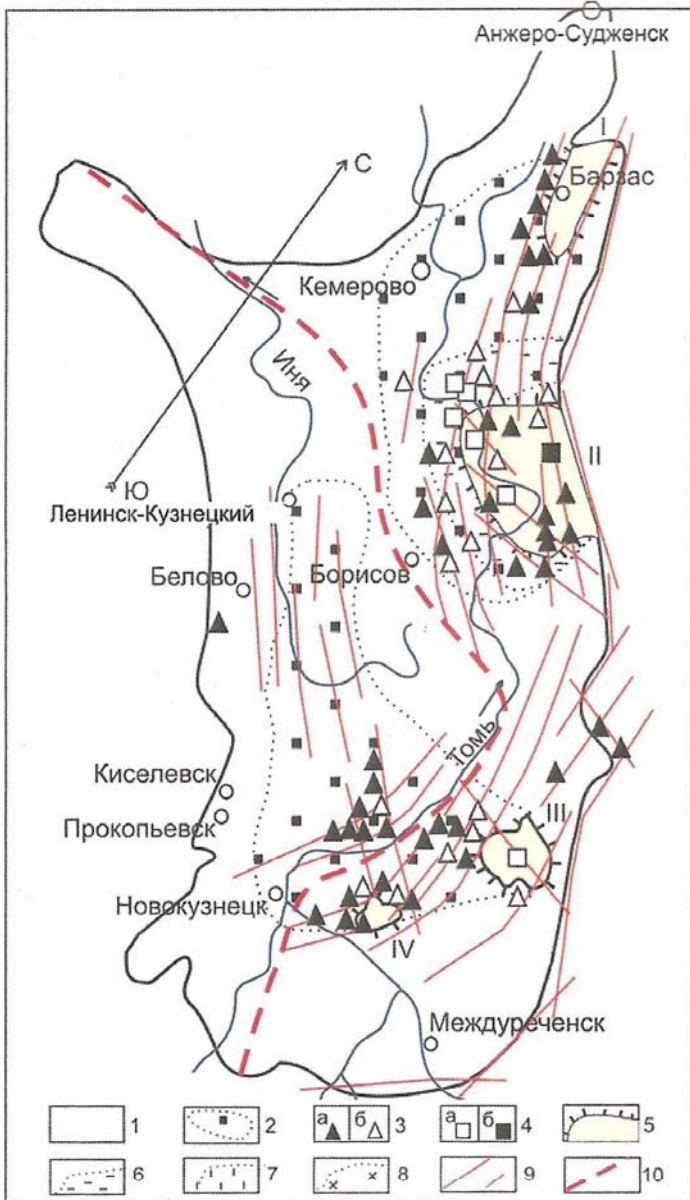 Анжеро-Судженск
I
Барзас
С
Кемерово
Иня
II
Ю
Ленинск-Кузнецкий
Белово
Борисов
Томь
Киселевск
Прокопьевск
III
Новокузнецк
IV
Междуреченск
1
2
а б 3
а б 4
5
6
7
8
9
10